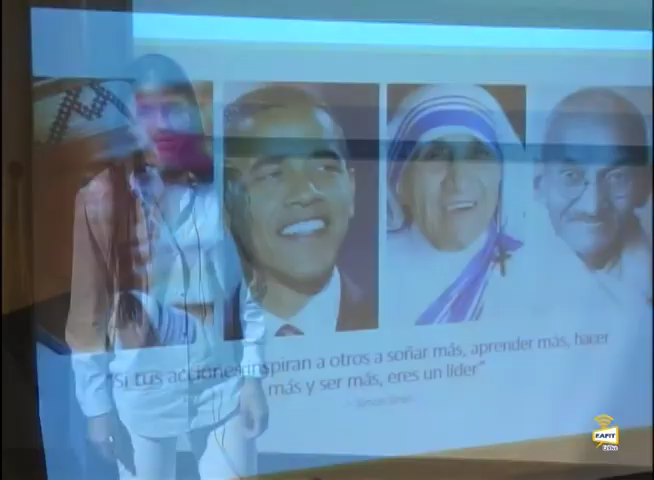 "Si tus acciones inspiran a otros a soñar más, aprender más, hacer
más y ser más, eres un líder"
EAFIT